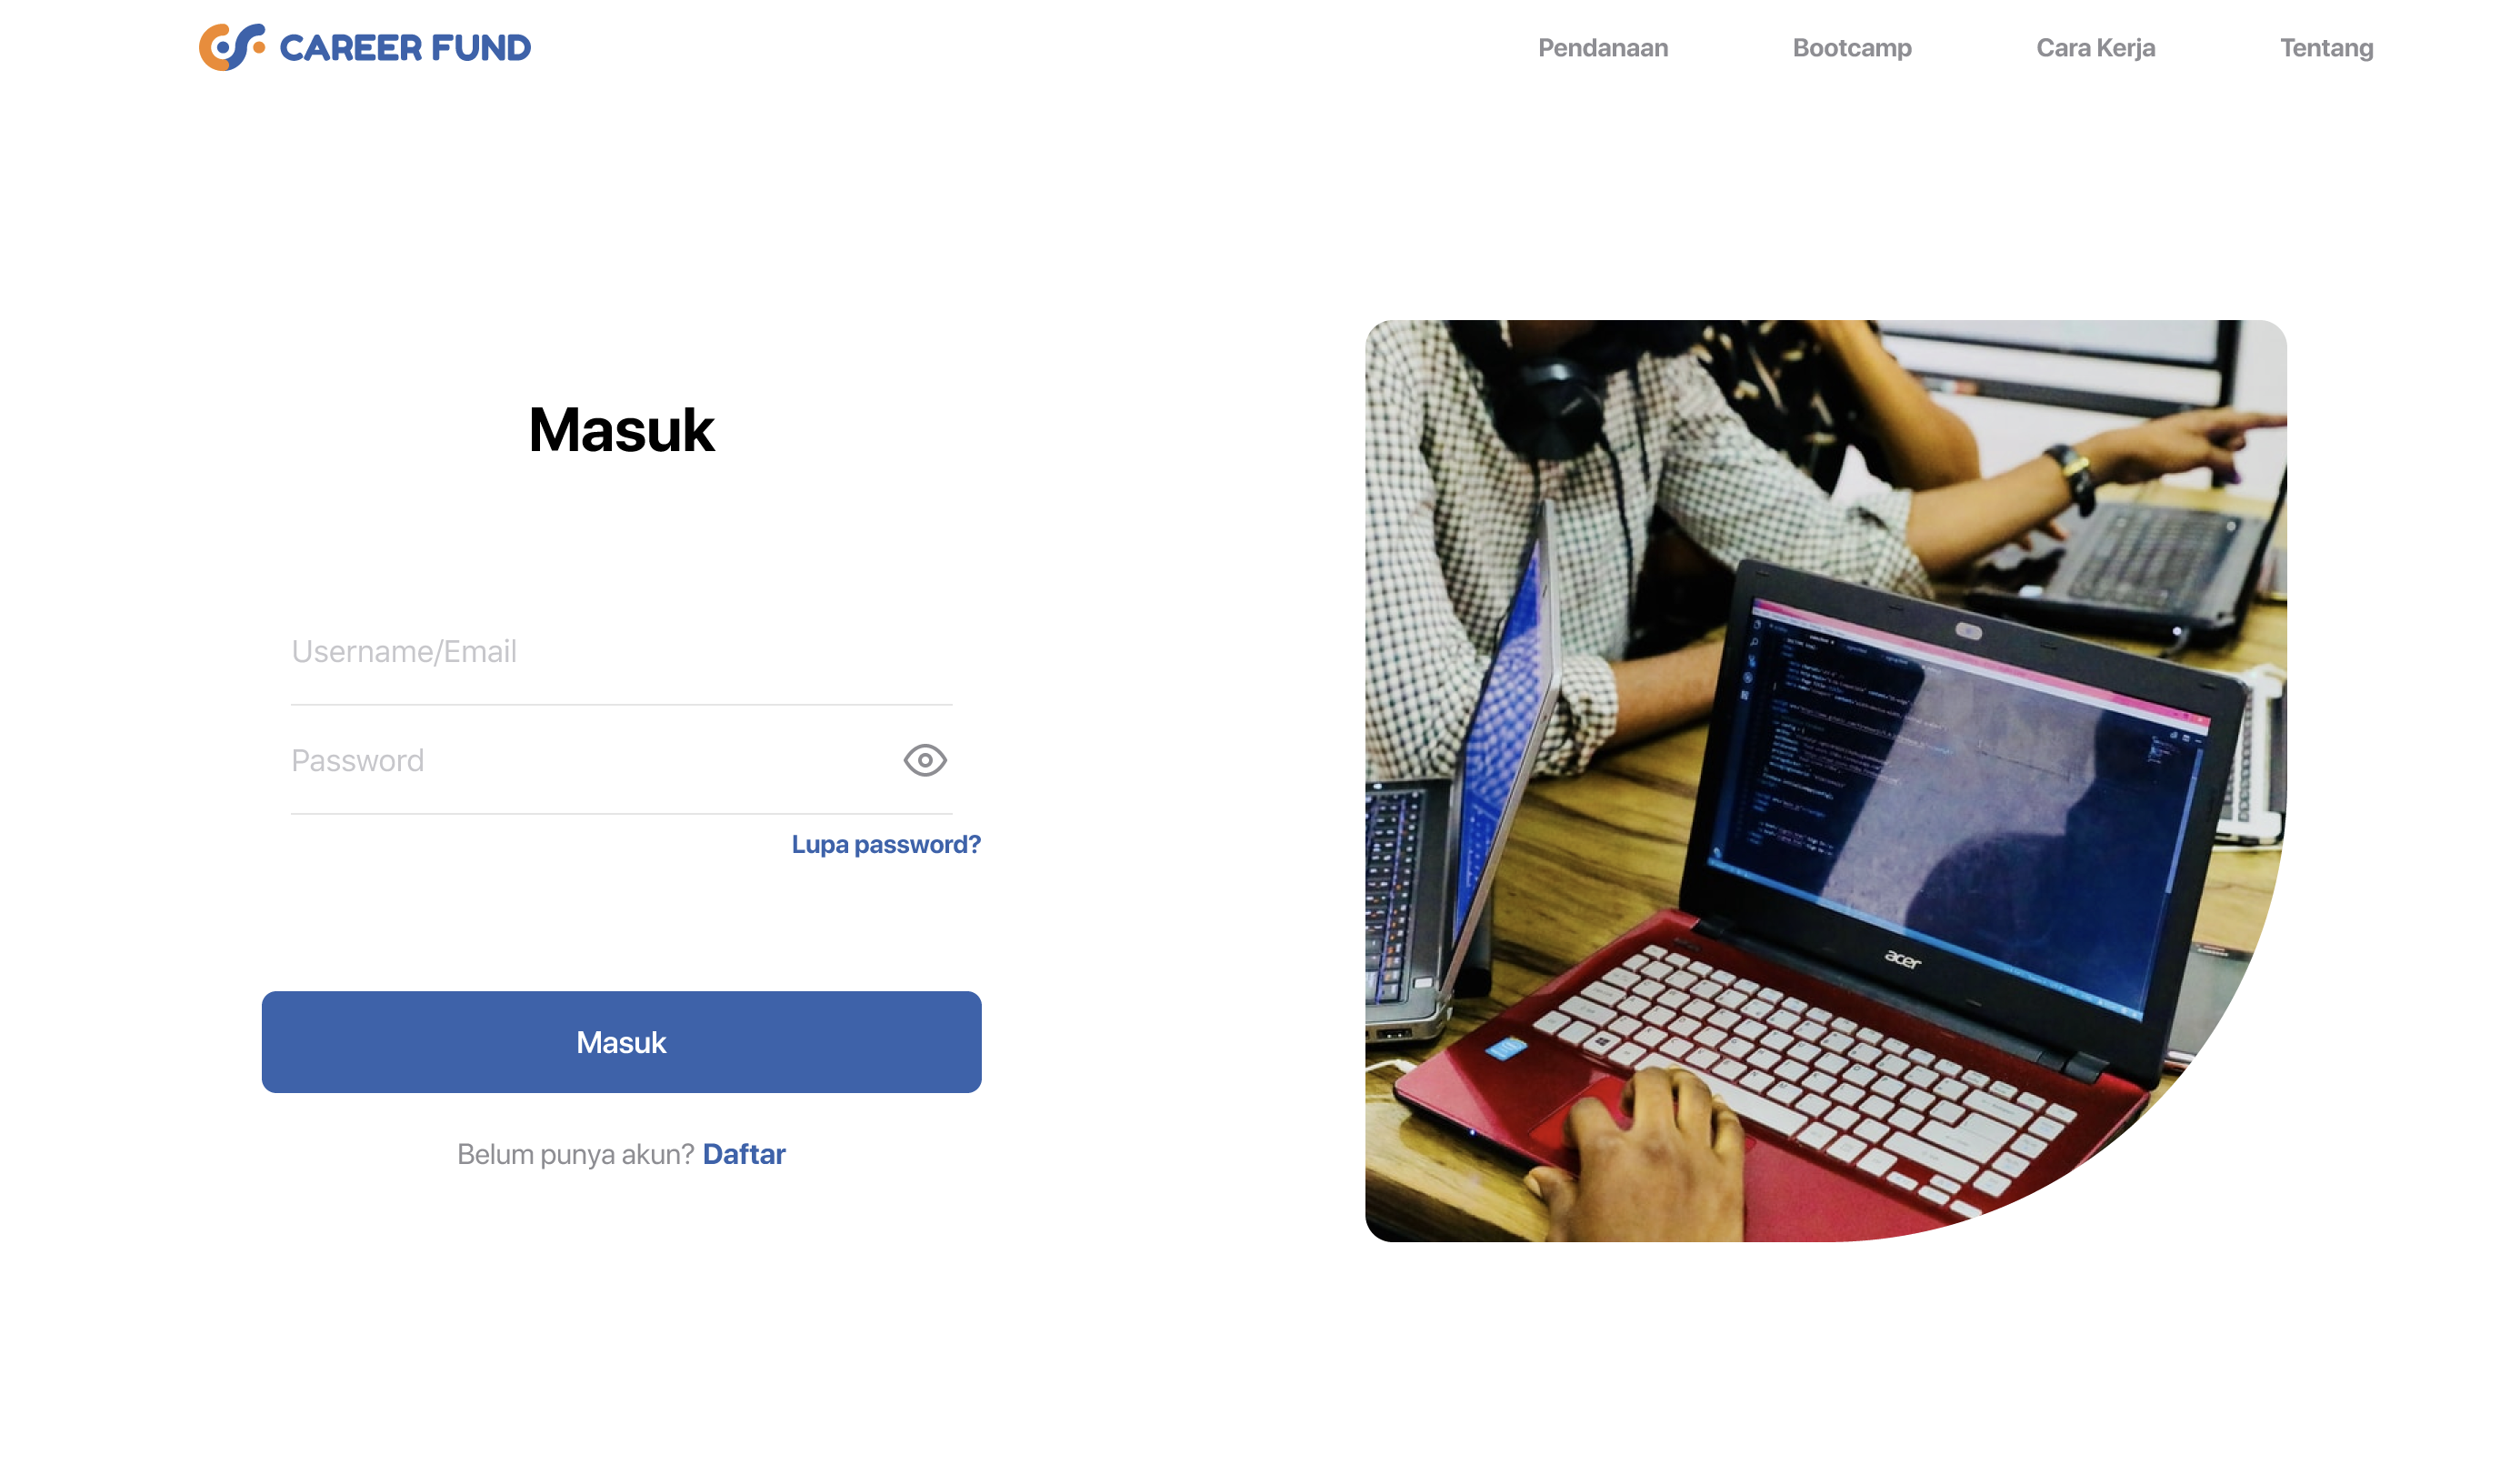 CAREER FUND
Pendanaan
Bootcamp
Cara Kerja
Tentang
Masuk
Username/Email
Password
Lupa password?
Masuk
Belum punya akun? Daftar
acer